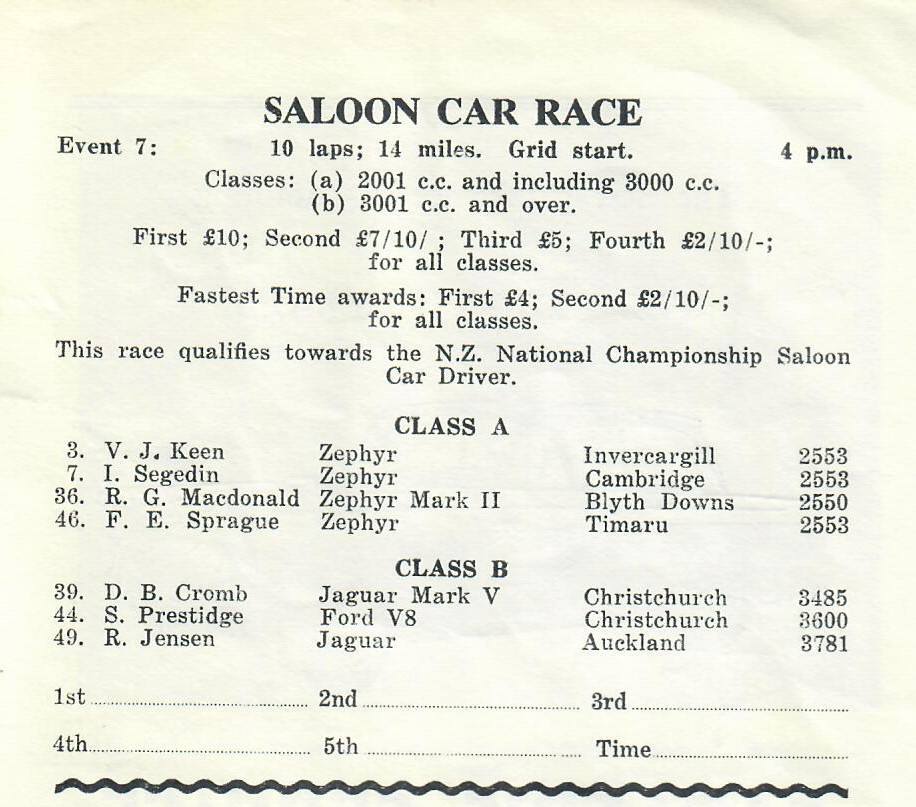 SALOON CAR RACE
Event 7: 10 laps; 14 miles. Grid start. 4 p.m.
Classes: (a) 2001 c.c. and including 3000 c.c.
(b) 3001 c.c. and over.
First £10; Second £7/10/ ; Third £5; Fourth £2/10/-;
for all classes.
Fastest Time awards: First £4; Second £2/10/-;
for all classes.
This race qualifies towards the N.Z. National Championship Saloon
Car Driver.
CLASS A
3. V. J. Keen Zephyr Invercargill 2553
7. I. Segedin Zephyr Cambridge 2553
36. R. G. Macdonald Zephyr Mark II Blyth Downs 2550
46. F. E. Sprague Zephyr Timaru 2553
CLASS B
39. D. B. Cromb Jaguar Mark V Christchurch 3485
44. S. Prestidge Ford V8 Christchurch 3600
49. R. Jensen Jaguar Auckland 3781
1st 2nd 3rd
4th 5th Time